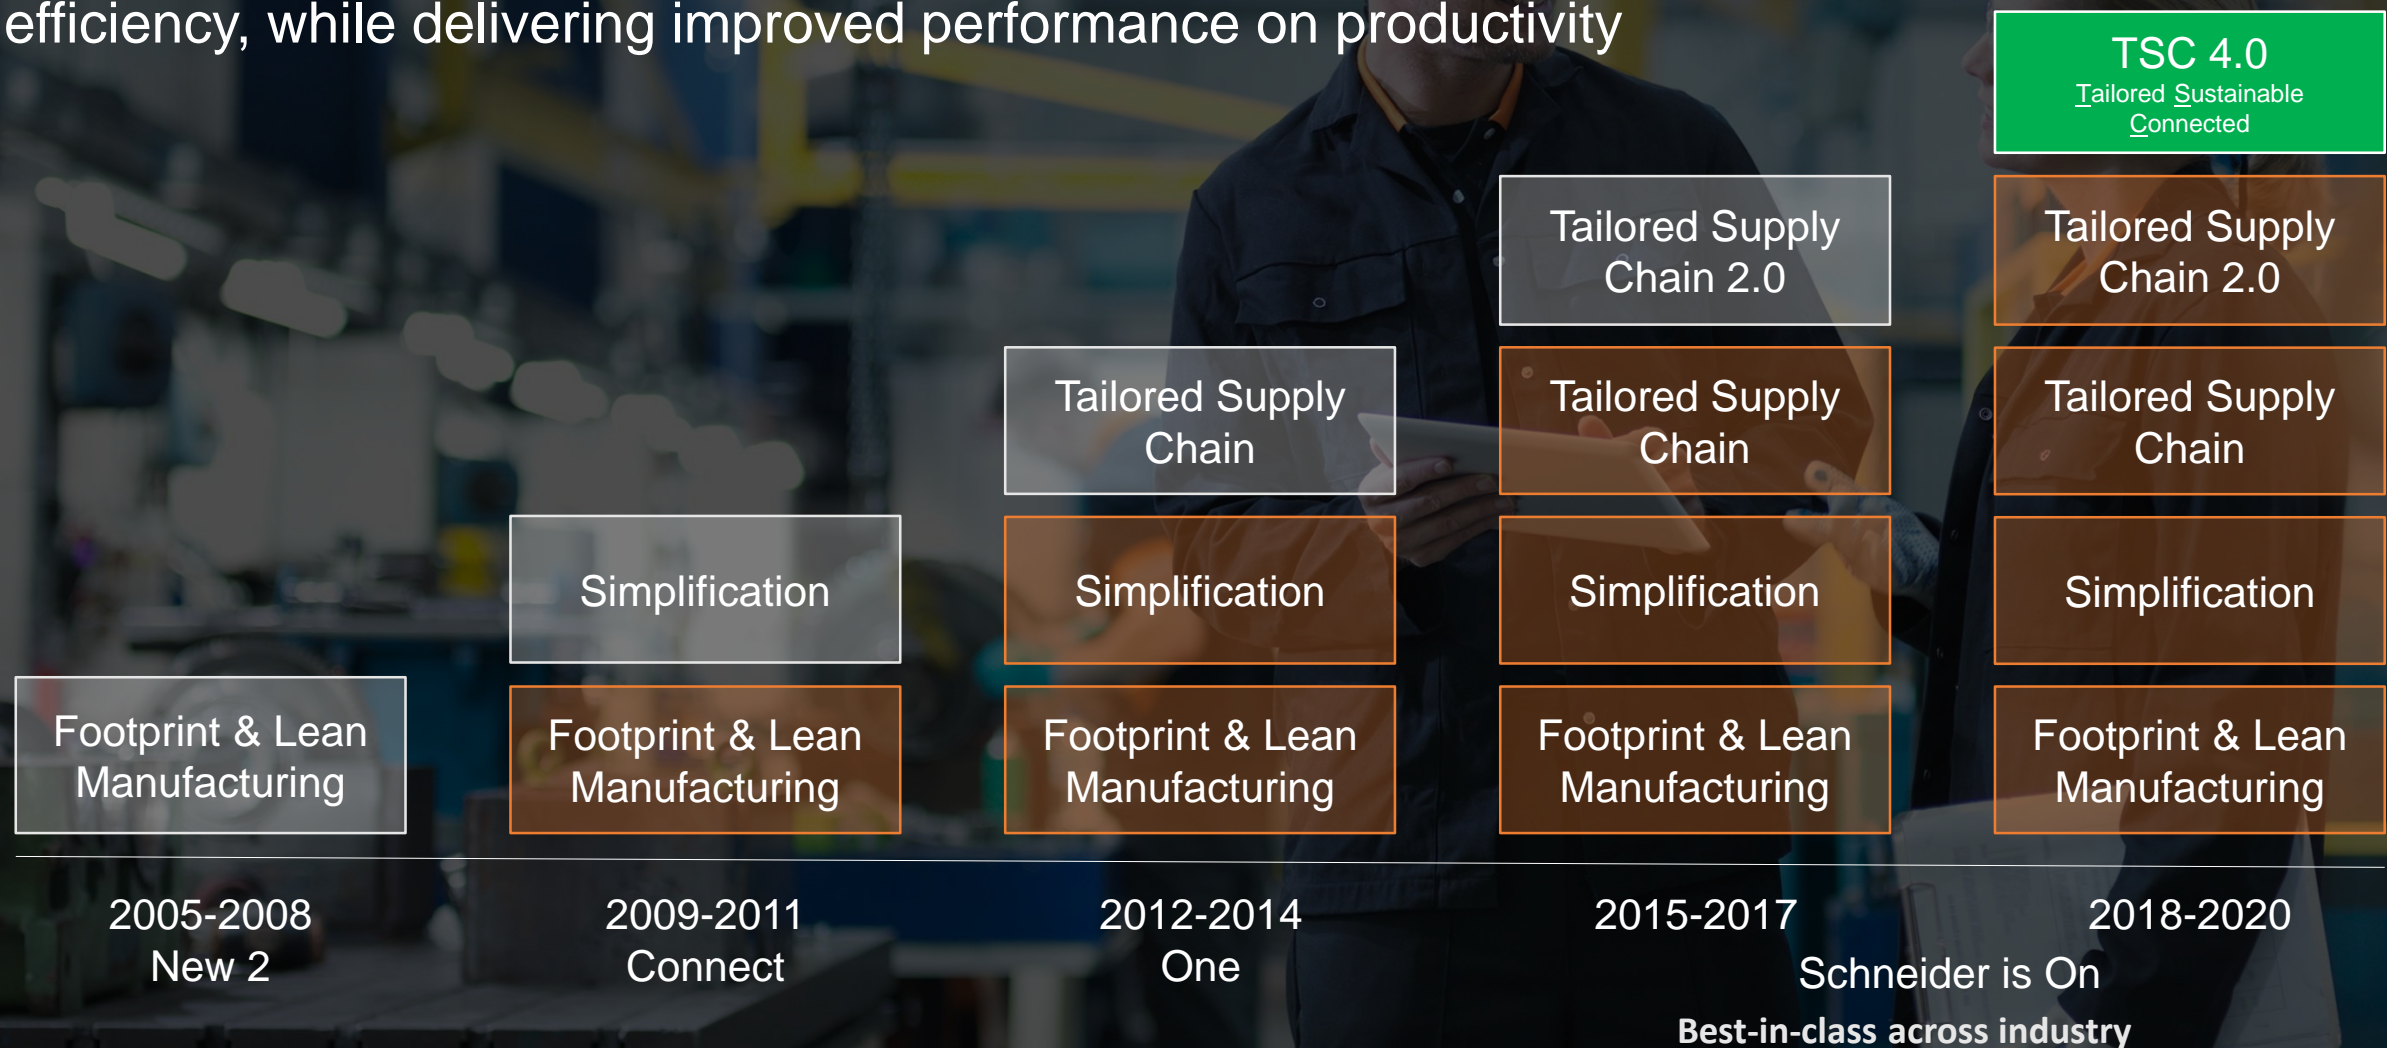 efficiency, while delivering improved performance on productivity
TSC 4.0
Tailored Sustainable
Connected
Tailored Supply
Chain 2.0
Tailored Supply
Chain 2.0
Tailored Supply
Chain
Tailored Supply
Chain
Tailored Supply
Chain
Simplification
Simplification
Simplification
Simplification
Footprint & Lean
Manufacturing
Footprint & Lean
Manufacturing
Footprint & Lean
Manufacturing
Footprint & Lean
Manufacturing
Footprint & Lean
Manufacturing
2005-2008
New 2
2009-2011
Connect
2012-2014
One
2015-2017
2018-2020
Schneider is On
Best-in-class across industry